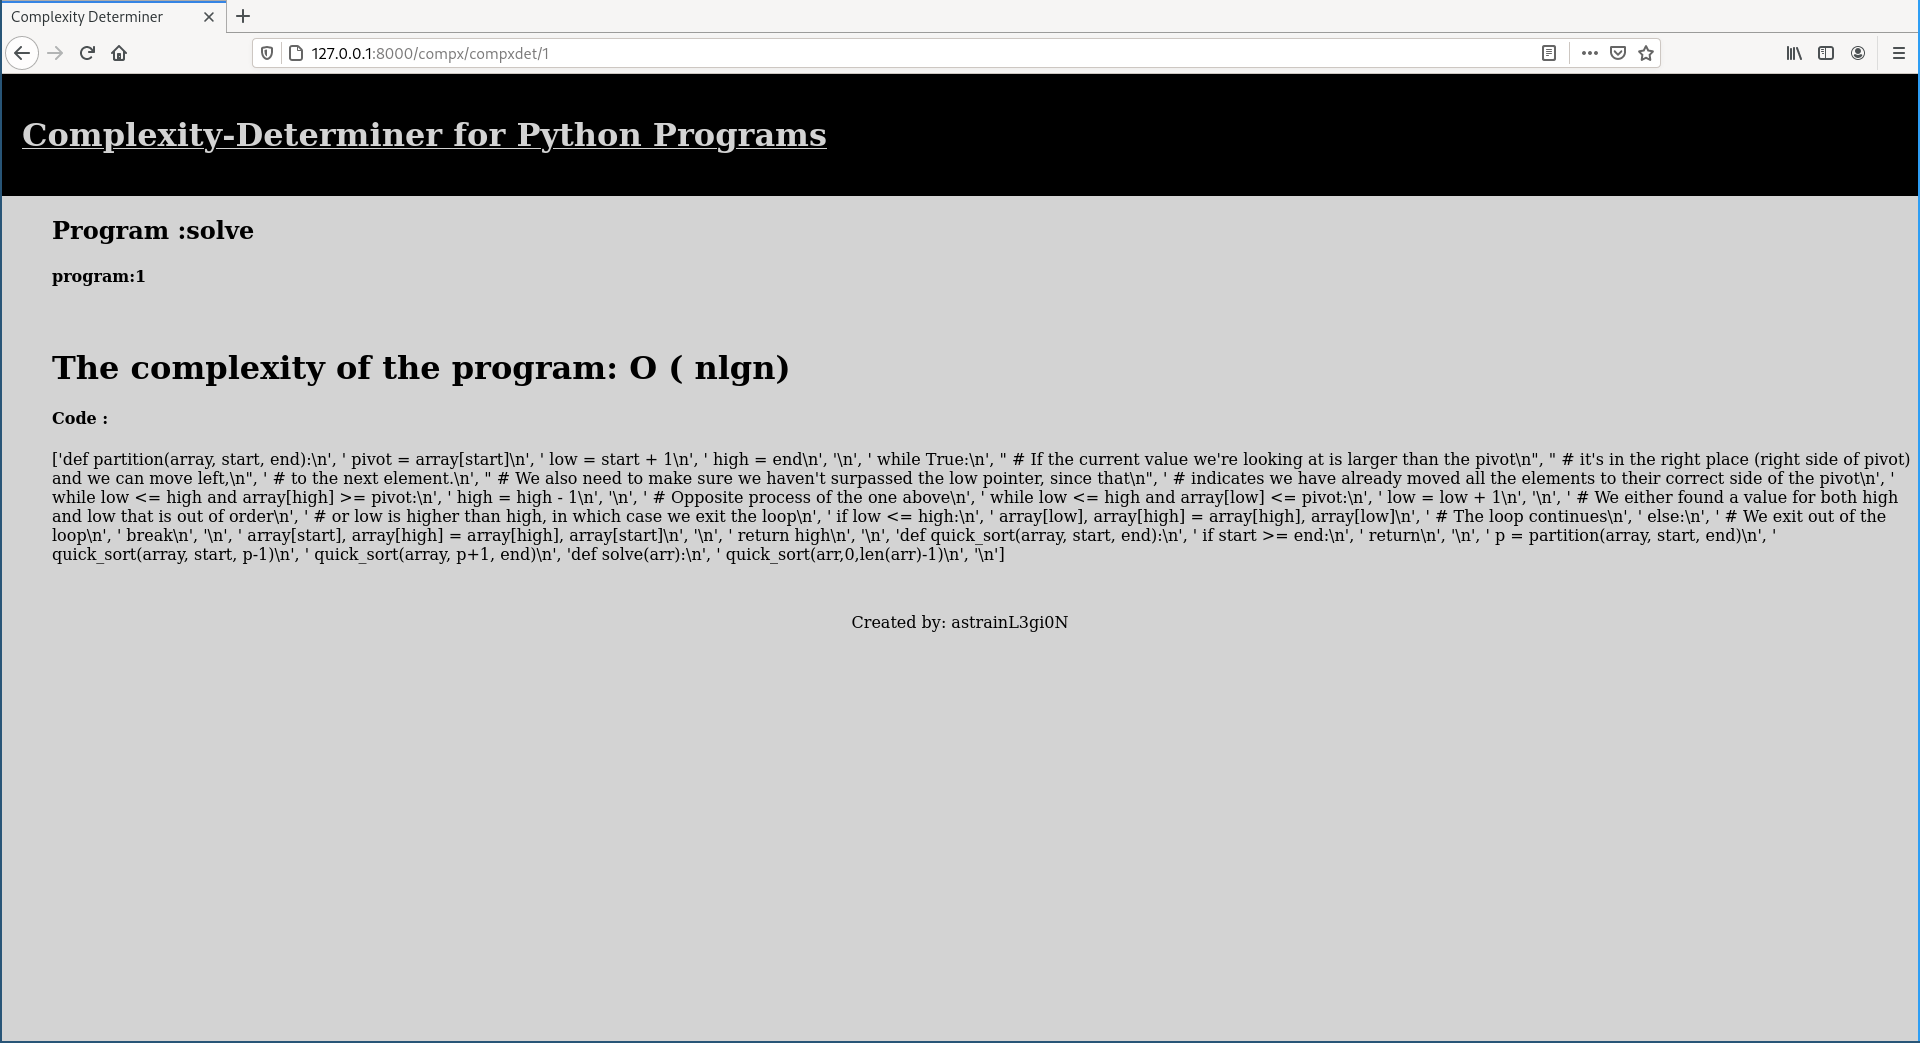 Complexity Determiner
127.0.0.1:8000/compx/compxdet/1
Complexity-Determiner for Python Programs
Program :solve
program:1
The complexity of the program: O ( nlgn)
Code :
['def partition(array, start, end):\n', ' pivot = array[start]\n', ' low = start + 1\n', ' high = end\n', '\n', ' while True:\n', " # If the current value we're looking at is larger than the pivot\n", " # it's in the right place (right side of pivot)
and we can move left,\n", ' # to the next element.\n', " # We also need to make sure we haven't surpassed the low pointer, since that\n", ' # indicates we have already moved all the elements to their correct side of the pivot\n', '
while low <= high and array[high] >= pivot:\n', ' high = high - 1\n', '\n', ' # Opposite process of the one above\n', ' while low <= high and array[low] <= pivot:\n', ' low = low + 1\n', '\n', ' # We either found a value for both high
and low that is out of order\n', ' # or low is higher than high, in which case we exit the loop\n', ' if low <= high:\n', ' array[low], array[high] = array[high], array[low]\n', ' # The loop continues\n', ' else:\n', ' # We exit out of the
loop\n', ' break\n', '\n', ' array[start], array[high] = array[high], array[start]\n', '\n', ' return high\n', '\n', 'def quick_sort(array, start, end):\n', ' if start >= end:\n', ' return\n', '\n', ' p = partition(array, start, end)\n', '
quick_sort(array, start, p-1)\n', ' quick_sort(array, p+1, end)\n', 'def solve(arr):\n', ' quick_sort(arr,0,len(arr)-1)\n', '\n']
Created by: astrainL3gi0N